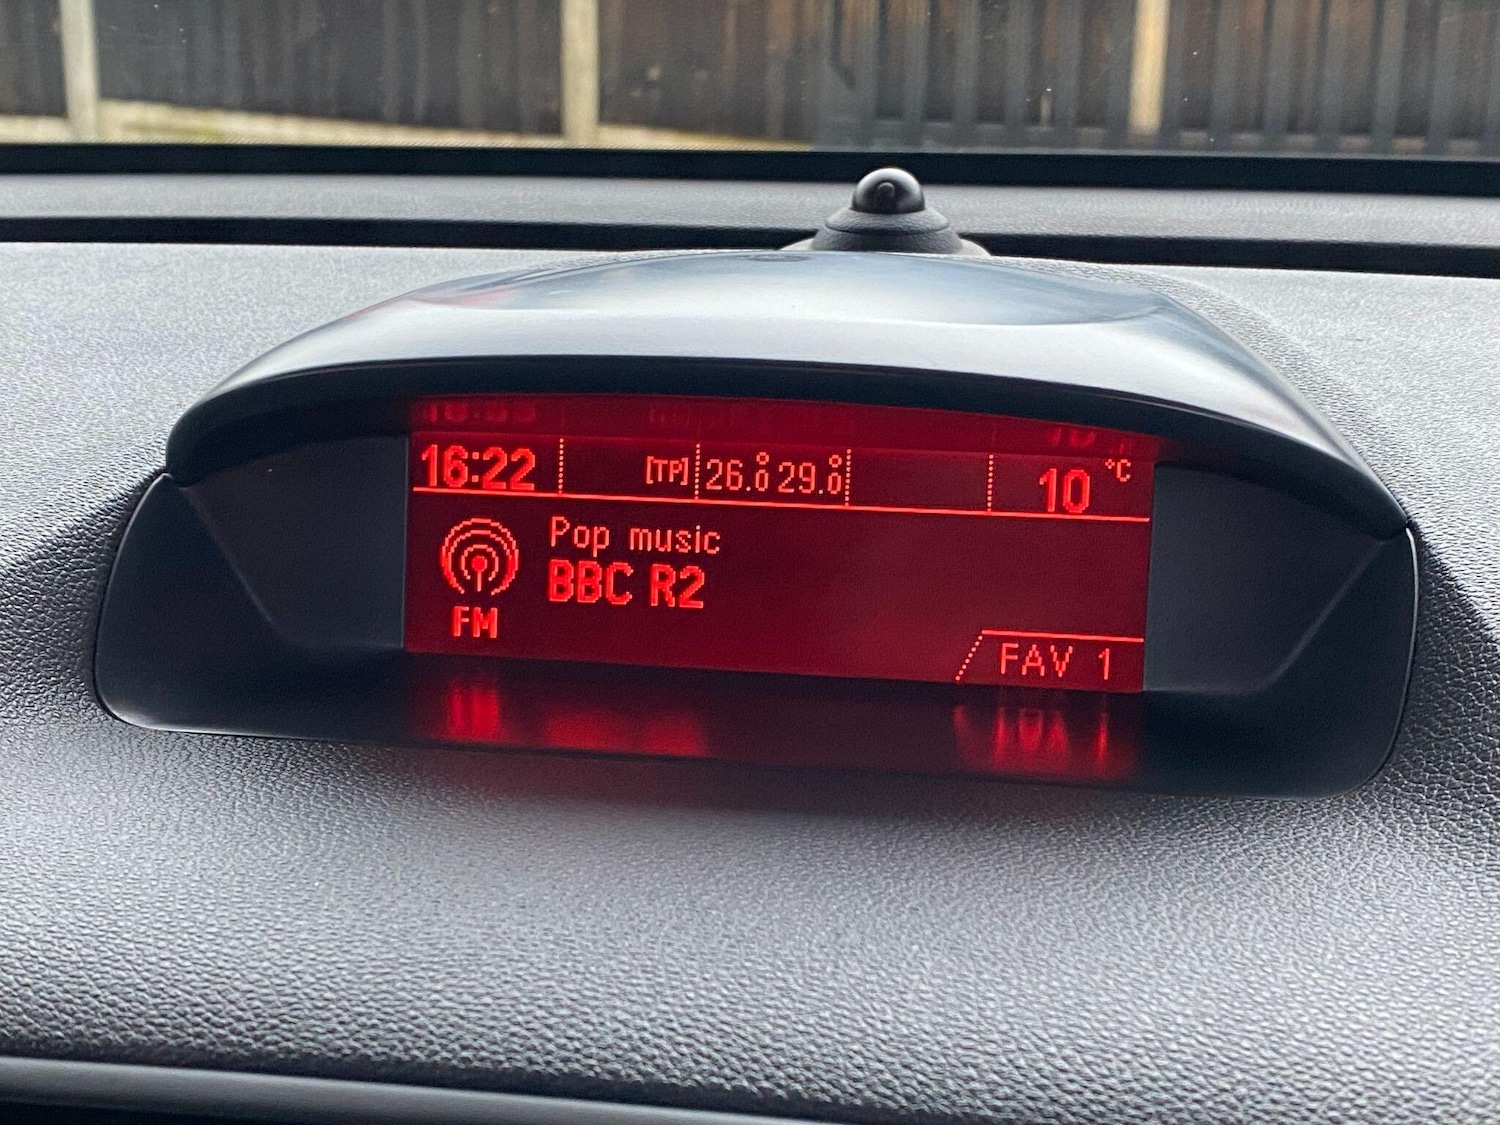 16:22 [TP] 26.0° 29.0° 10 °C
Pop music
BBC R2
FM
FAV 1